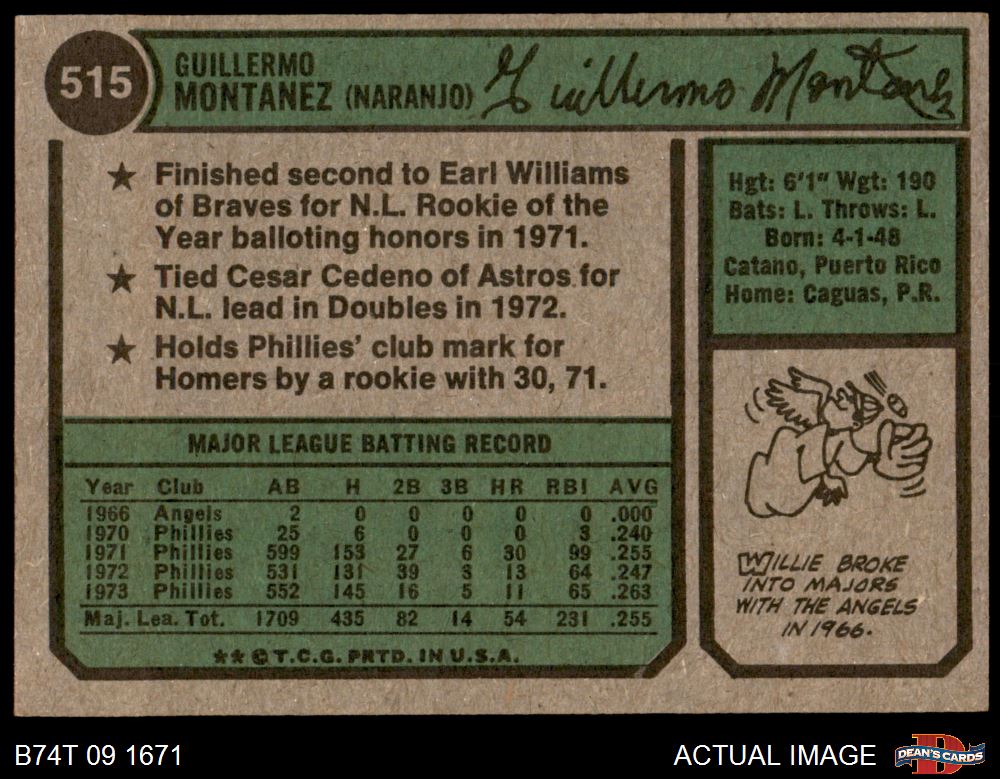 515
GUILLERMO
MONTANEZ (NARANJO)
Guillermo Montanez
★ Finished second to Earl Williams
of Braves for N.L. Rookie of the
Year balloting honors in 1971.
★ Tied Cesar Cedeno of Astros for
N.L. lead in Doubles in 1972.
★ Holds Phillies' club mark for
Homers by a rookie with 30, 71.
MAJOR LEAGUE BATTING RECORD
Year Club AB H 2B 3B HR RBI AVG
1966 Angels 2 0 0 0 0 0 .000
1970 Phillies 25 6 0 0 0 3 .240
1971 Phillies 599 153 27 6 30 99 .255
1972 Phillies 531 131 39 3 13 64 .247
1973 Phillies 552 145 16 5 11 65 .263
Maj. Lea. Tot. 1709 435 82 14 54 231 .255
★★ © T.C.G. PRTD. IN U.S.A.
Hgt: 6'1" Wgt: 190
Bats: L. Throws: L.
Born: 4-1-48
Catano, Puerto Rico
Home: Caguas, P.R.
WILLIE BROKE
INTO MAJORS
WITH THE ANGELS
IN 1966.
B74T 09 1671
ACTUAL IMAGE
DEAN'S CARDS